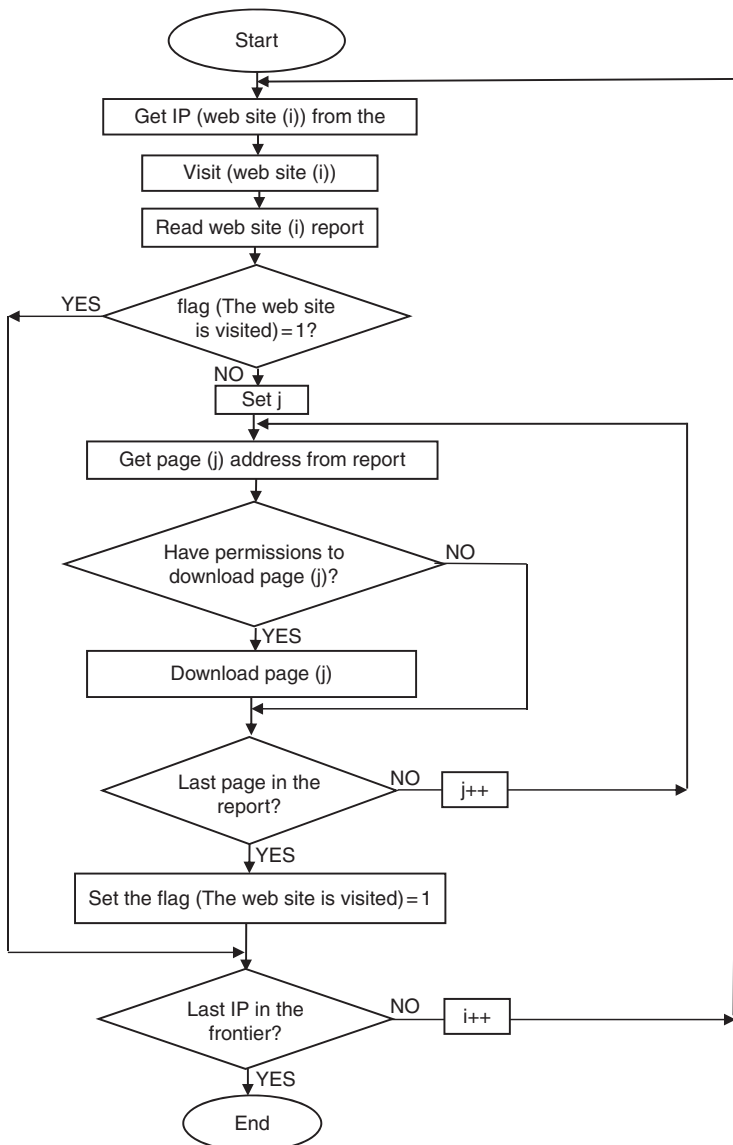 Start
Get IP (web site (i)) from the
Visit (web site (i))
Read web site (i) report
YES
flag (The web site
is visited) = 1?
NO
Set j
Get page (j) address from report
Have permissions to
download page (j)?
NO
YES
Download page (j)
Last page in the
report?
NO
j++
YES
Set the flag (The web site is visited) = 1
Last IP in the
frontier?
NO
i++
YES
End